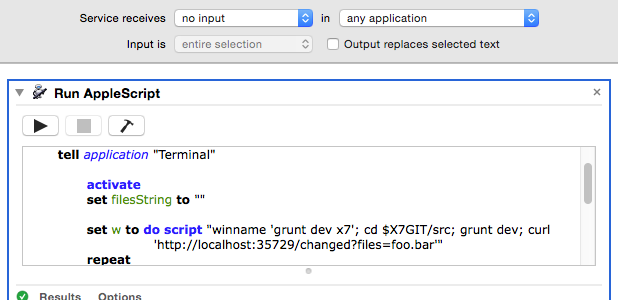 Service receives no input in any application
Input is entire selection Output replaces selected text
Run AppleScript
tell application "Terminal"
activate
set filesString to ""
set w to do script "winname 'grunt dev x7'; cd $X7GIT/src; grunt dev; curl
'http://localhost:35729/changed?files=foo.bar'"
repeat
Results Options